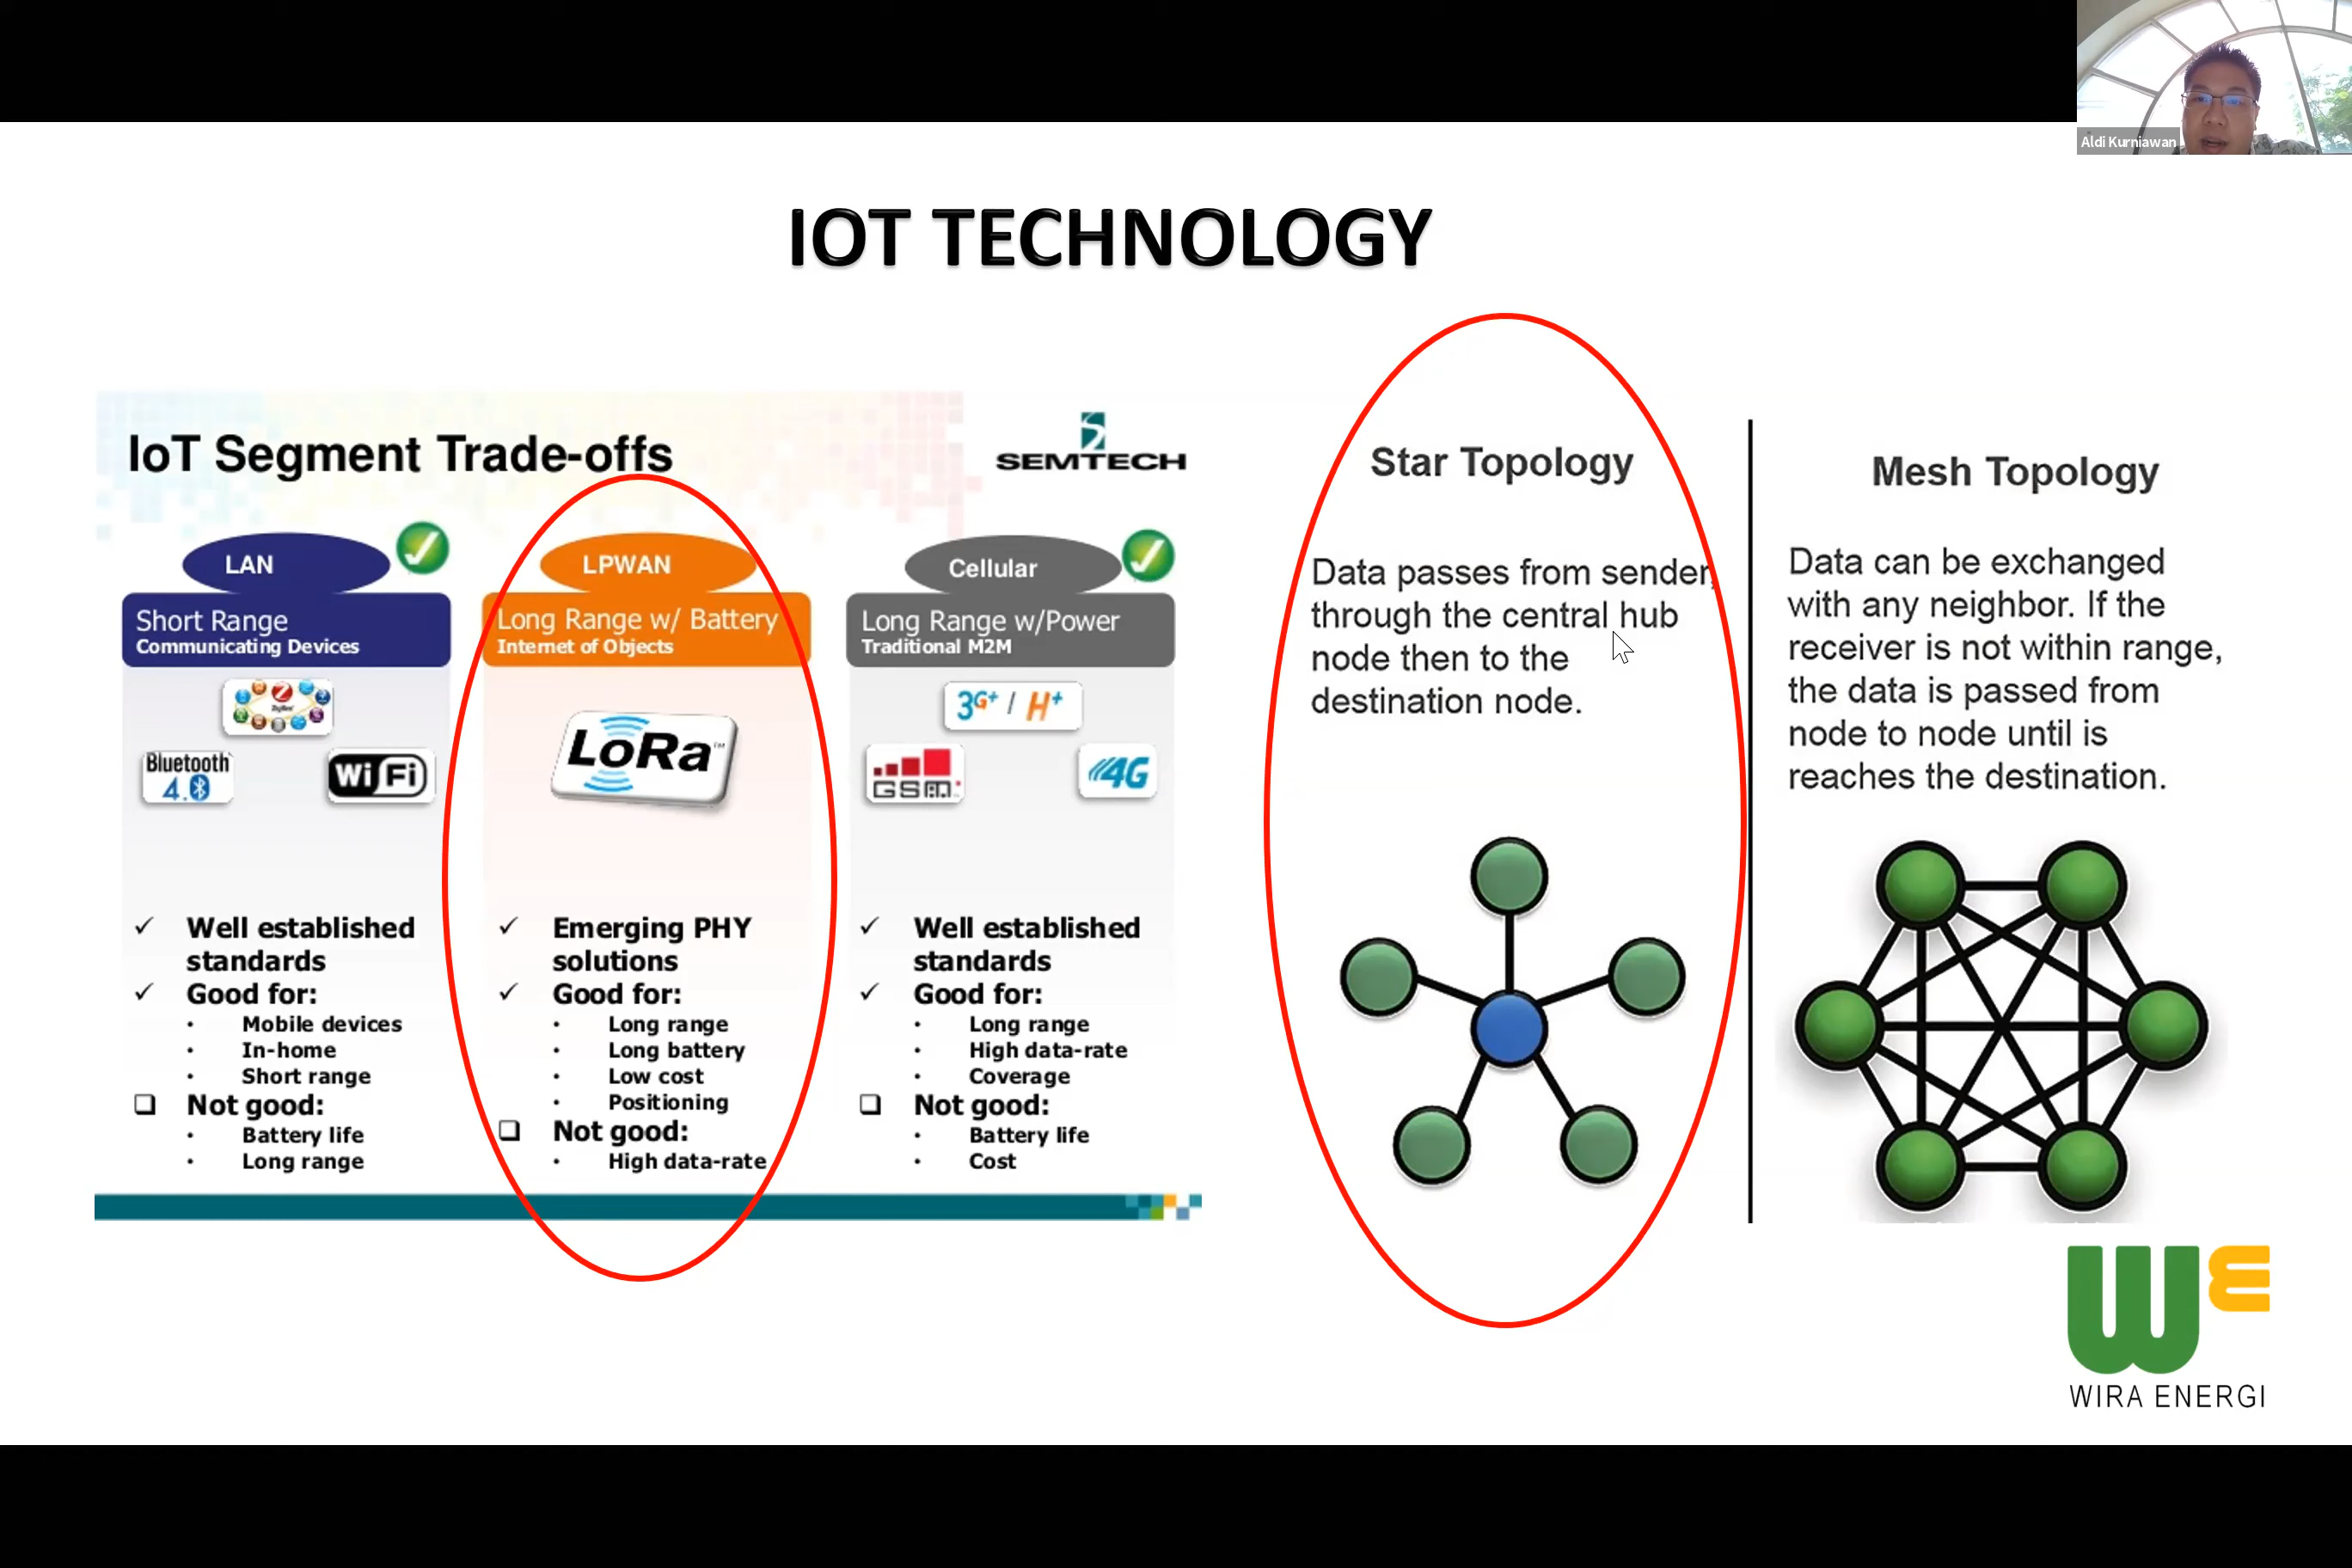 Aldi Kurniawan
IOT TECHNOLOGY
IoT Segment Trade-offs
SEMTECH
LAN
Short Range
Communicating Devices
ZigBee
Bluetooth
4.0
Wi Fi
✓ Well established
standards
✓ Good for:
• Mobile devices
• In-home
• Short range
❑ Not good:
• Battery life
• Long range
LPWAN
Long Range w/ Battery
Internet of Objects
LoRa™
✓ Emerging PHY
solutions
✓ Good for:
• Long range
• Long battery
• Low cost
• Positioning
❑ Not good:
• High data-rate
Cellular
Long Range w/Power
Traditional M2M
3G+ / H+
GSM
4G
✓ Well established
standards
✓ Good for:
• Long range
• High data-rate
• Coverage
❑ Not good:
• Battery life
• Cost
Star Topology
Data passes from sender,
through the central hub
node then to the
destination node.
Mesh Topology
Data can be exchanged
with any neighbor. If the
receiver is not within range,
the data is passed from
node to node until is
reaches the destination.
WE
WIRA ENERGI